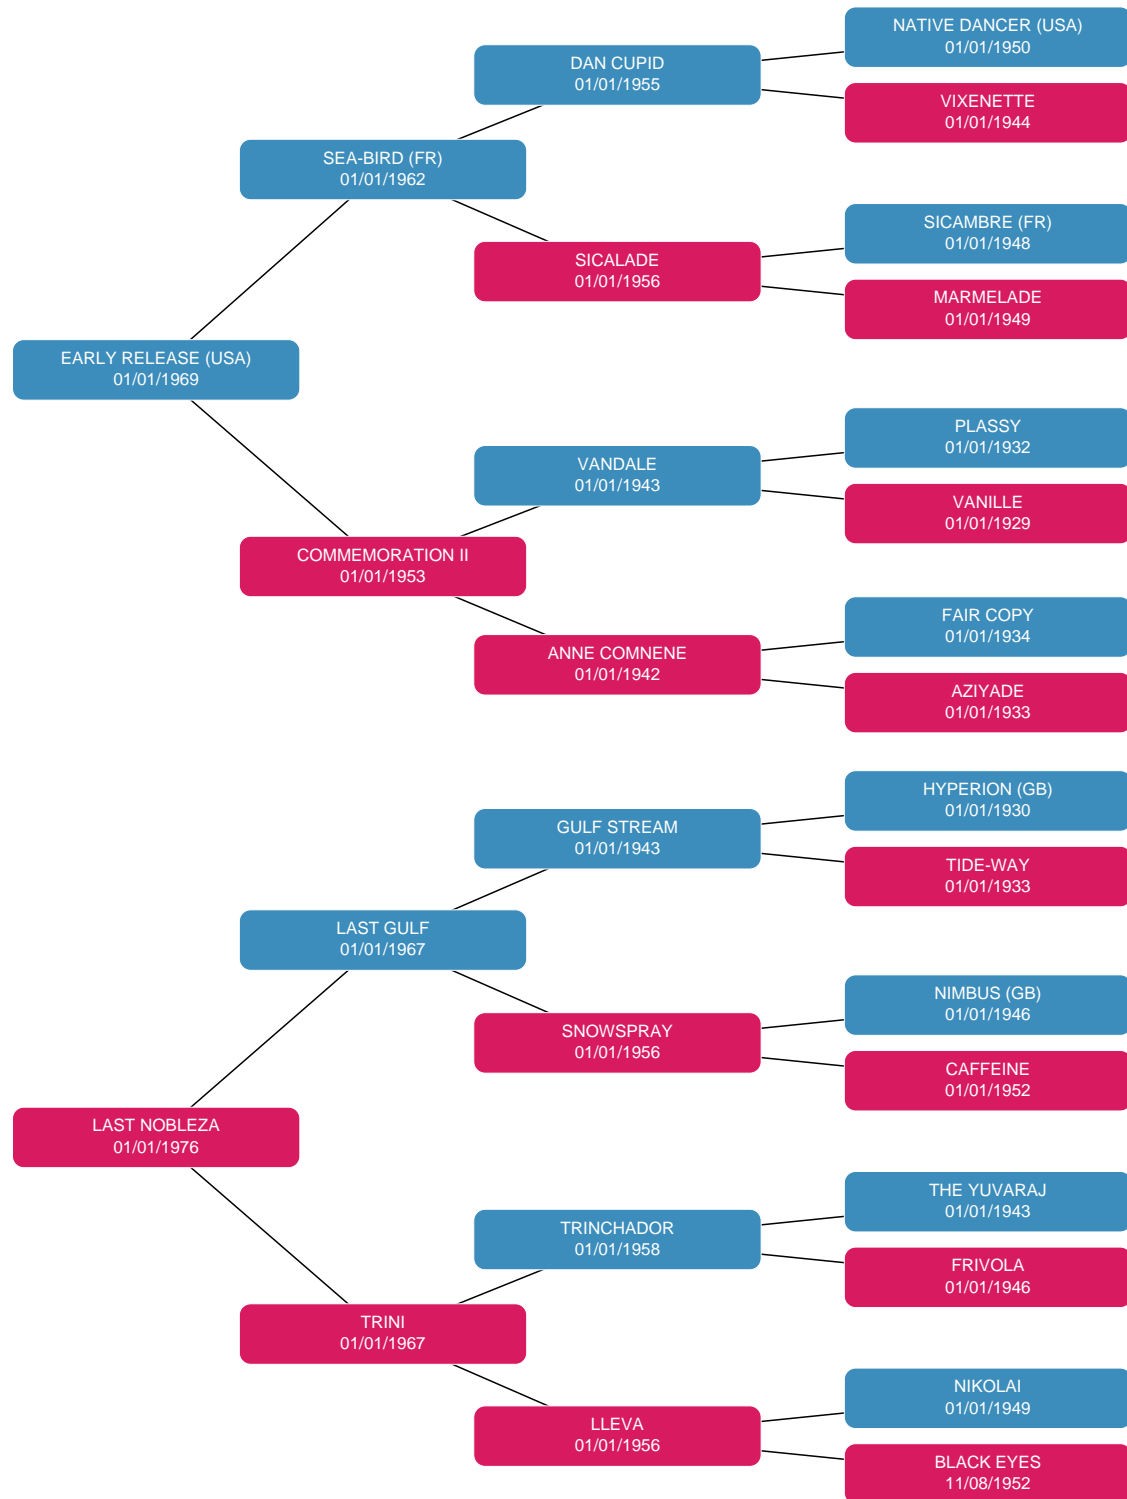 NATIVE DANCER (USA)
01/01/1950
DAN CUPID
01/01/1955
VIXENETTE
01/01/1944
SEA-BIRD (FR)
01/01/1962
SICAMBRE (FR)
01/01/1948
SICALADE
01/01/1956
MARMELADE
01/01/1949
EARLY RELEASE (USA)
01/01/1969
PLASSY
01/01/1932
VANDALE
01/01/1943
VANILLE
01/01/1929
COMMEMORATION II
01/01/1953
FAIR COPY
01/01/1934
ANNE COMNENE
01/01/1942
AZIYADE
01/01/1933
HYPERION (GB)
01/01/1930
GULF STREAM
01/01/1943
TIDE-WAY
01/01/1933
LAST GULF
01/01/1967
NIMBUS (GB)
01/01/1946
SNOWSPRAY
01/01/1956
CAFFEINE
01/01/1952
LAST NOBLEZA
01/01/1976
THE YUVARAJ
01/01/1943
TRINCHADOR
01/01/1958
FRIVOLA
01/01/1946
TRINI
01/01/1967
NIKOLAI
01/01/1949
LLEVA
01/01/1956
BLACK EYES
11/08/1952